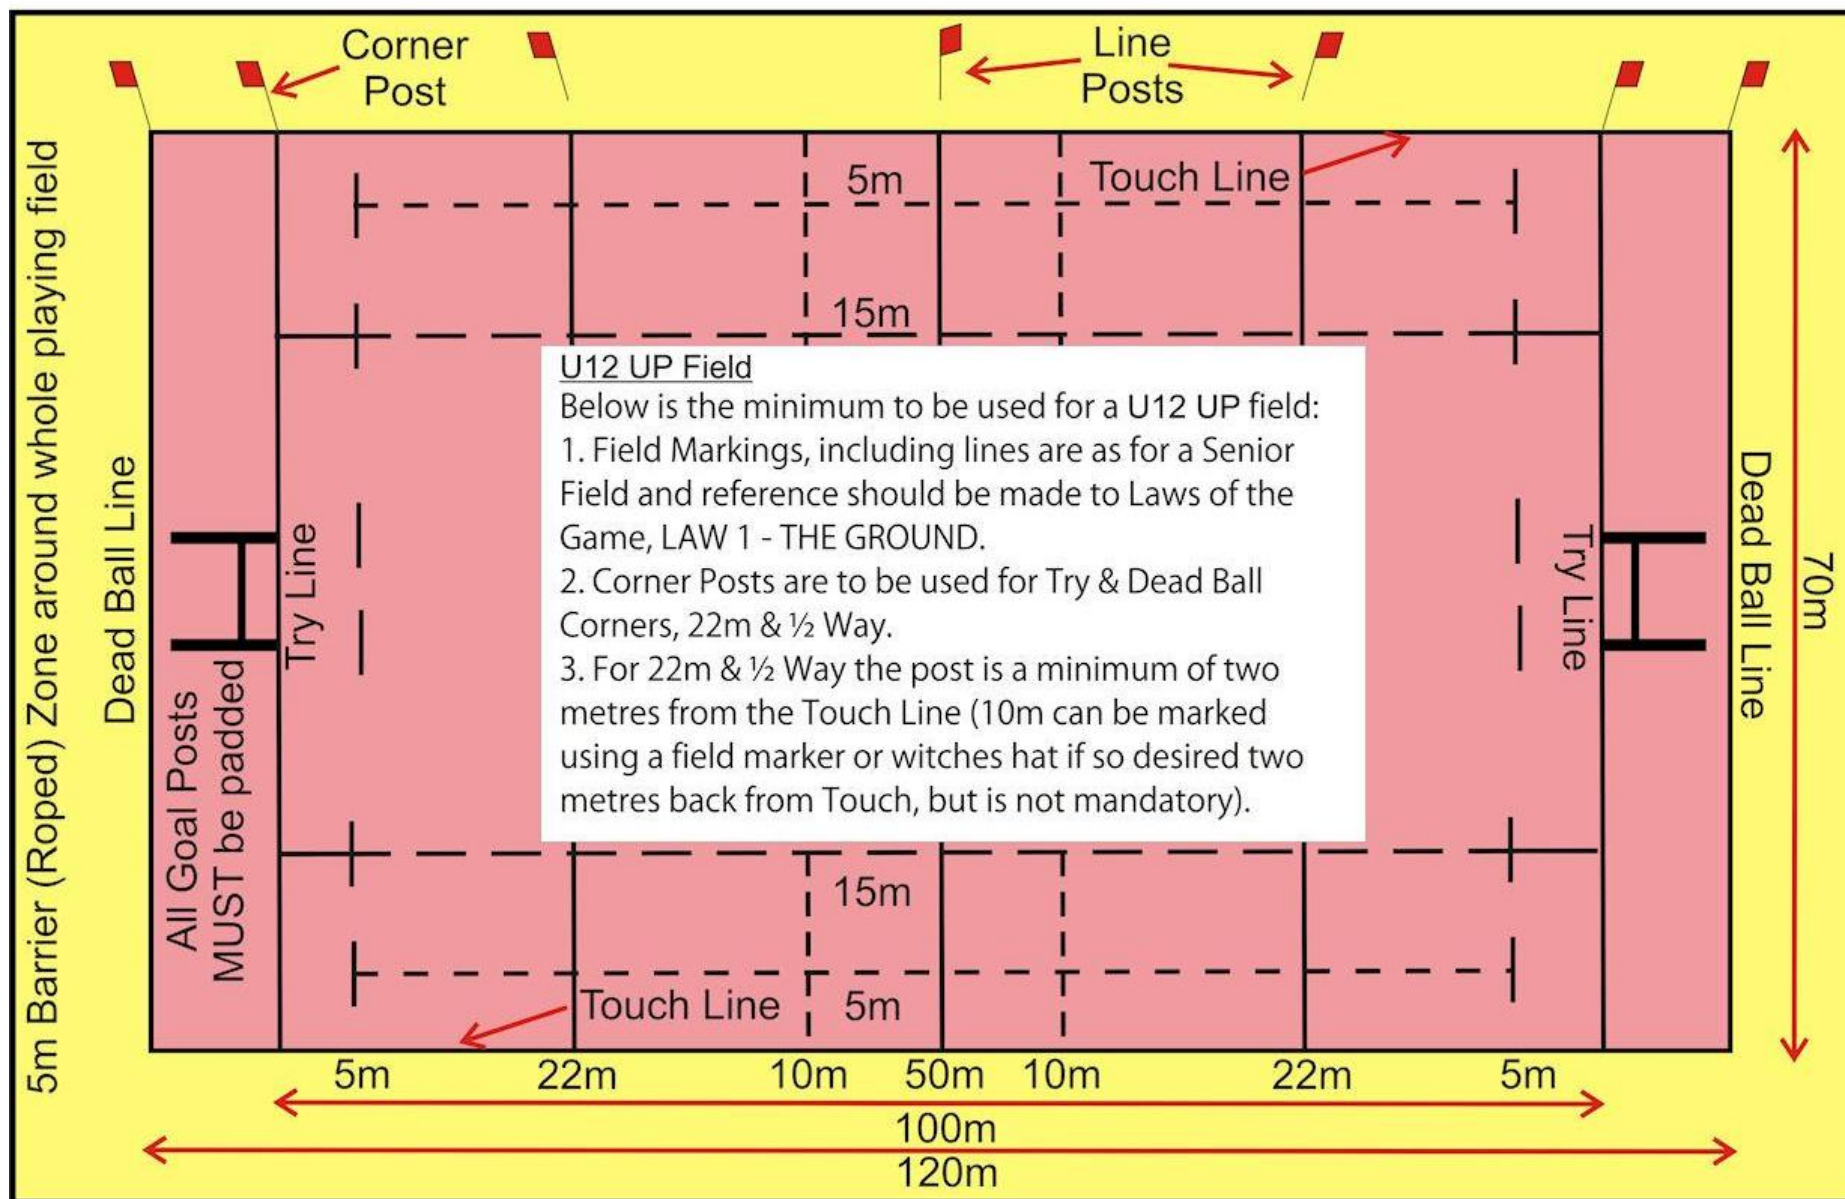 Corner
Post
Line
Posts
5m
Touch Line
15m
5m Barrier (Roped) Zone around whole playing field
Dead Ball Line
Try Line
All Goal Posts
MUST be padded
U12 UP Field
Below is the minimum to be used for a U12 UP field:
1. Field Markings, including lines are as for a Senior
Field and reference should be made to Laws of the
Game, LAW 1 - THE GROUND.
2. Corner Posts are to be used for Try & Dead Ball
Corners, 22m & ½ Way.
3. For 22m & ½ Way the post is a minimum of two
metres from the Touch Line (10m can be marked
using a field marker or witches hat if so desired two
metres back from Touch, but is not mandatory).
Try Line
Dead Ball Line
70m
15m
Touch Line
5m
5m 22m 10m 50m 10m 22m 5m
100m
120m